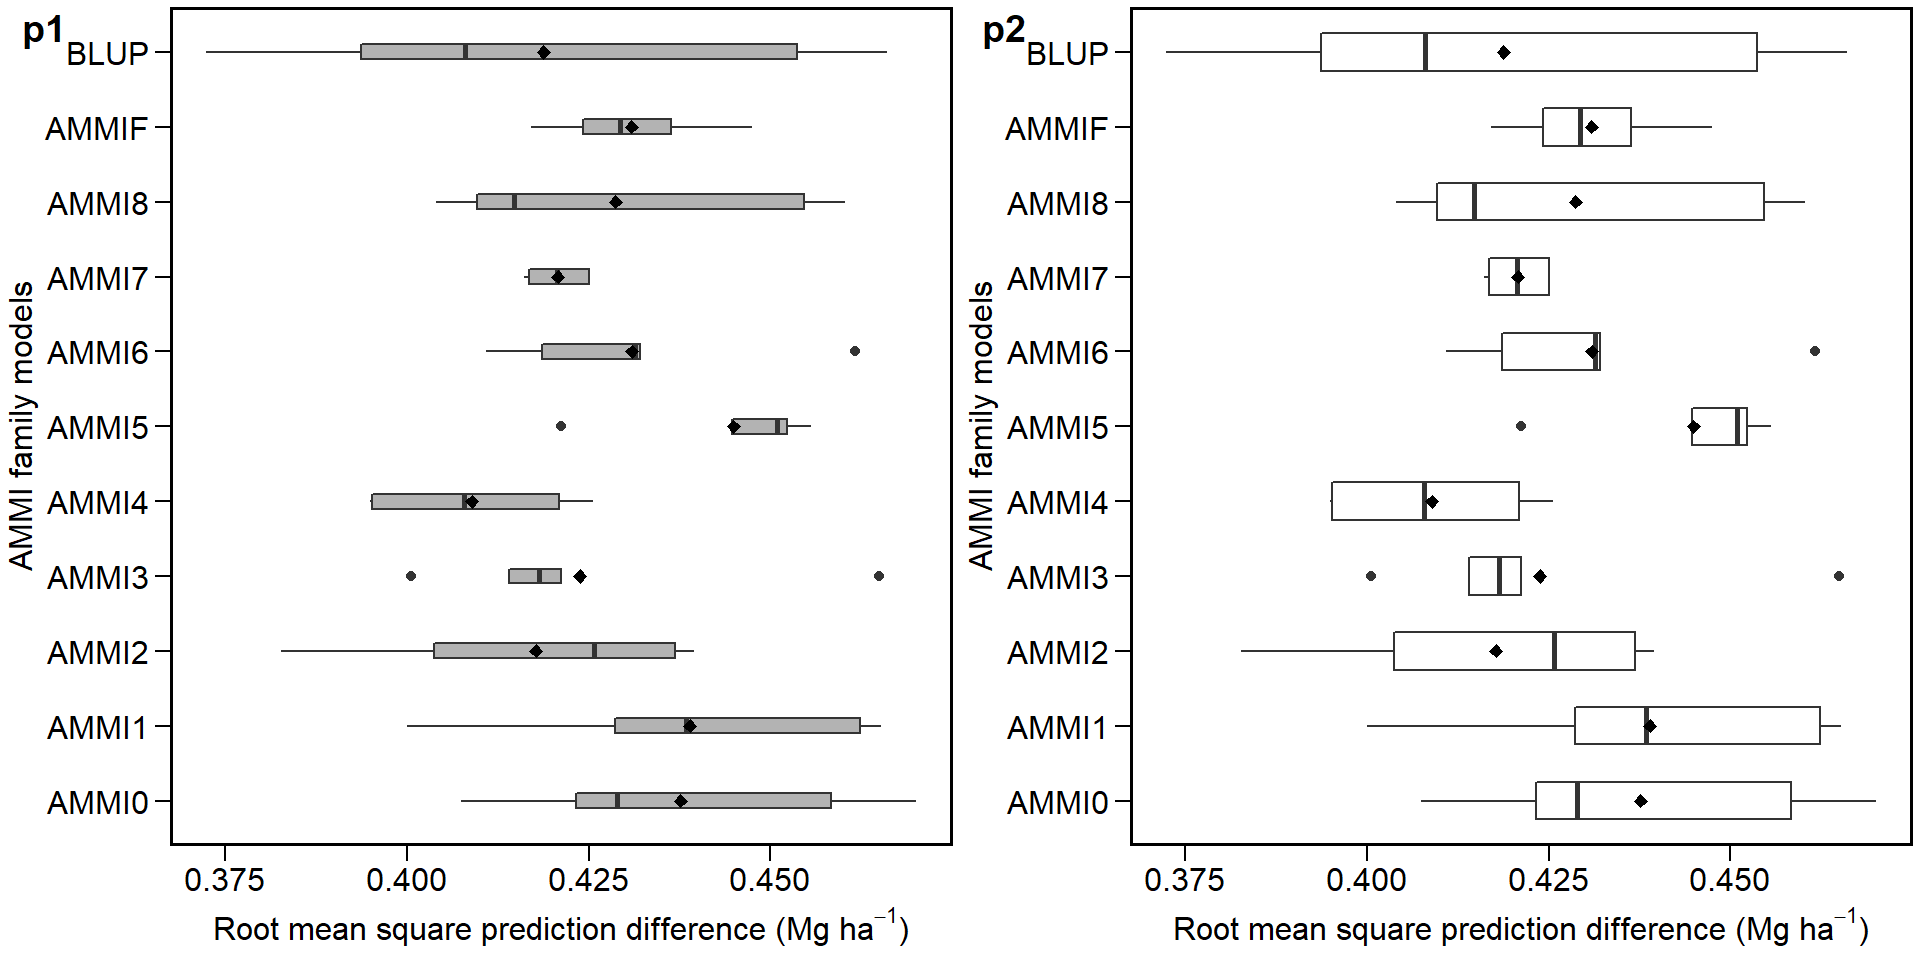 p1
BLUP
AMMIF
AMMI8
AMMI7
AMMI6
AMMI5
AMMI4
AMMI3
AMMI2
AMMI1
AMMI0
AMMI family models
0.375 0.400 0.425 0.450
Root mean square prediction difference (Mg ha⁻¹)
p2
BLUP
AMMIF
AMMI8
AMMI7
AMMI6
AMMI5
AMMI4
AMMI3
AMMI2
AMMI1
AMMI0
AMMI family models
0.375 0.400 0.425 0.450
Root mean square prediction difference (Mg ha⁻¹)